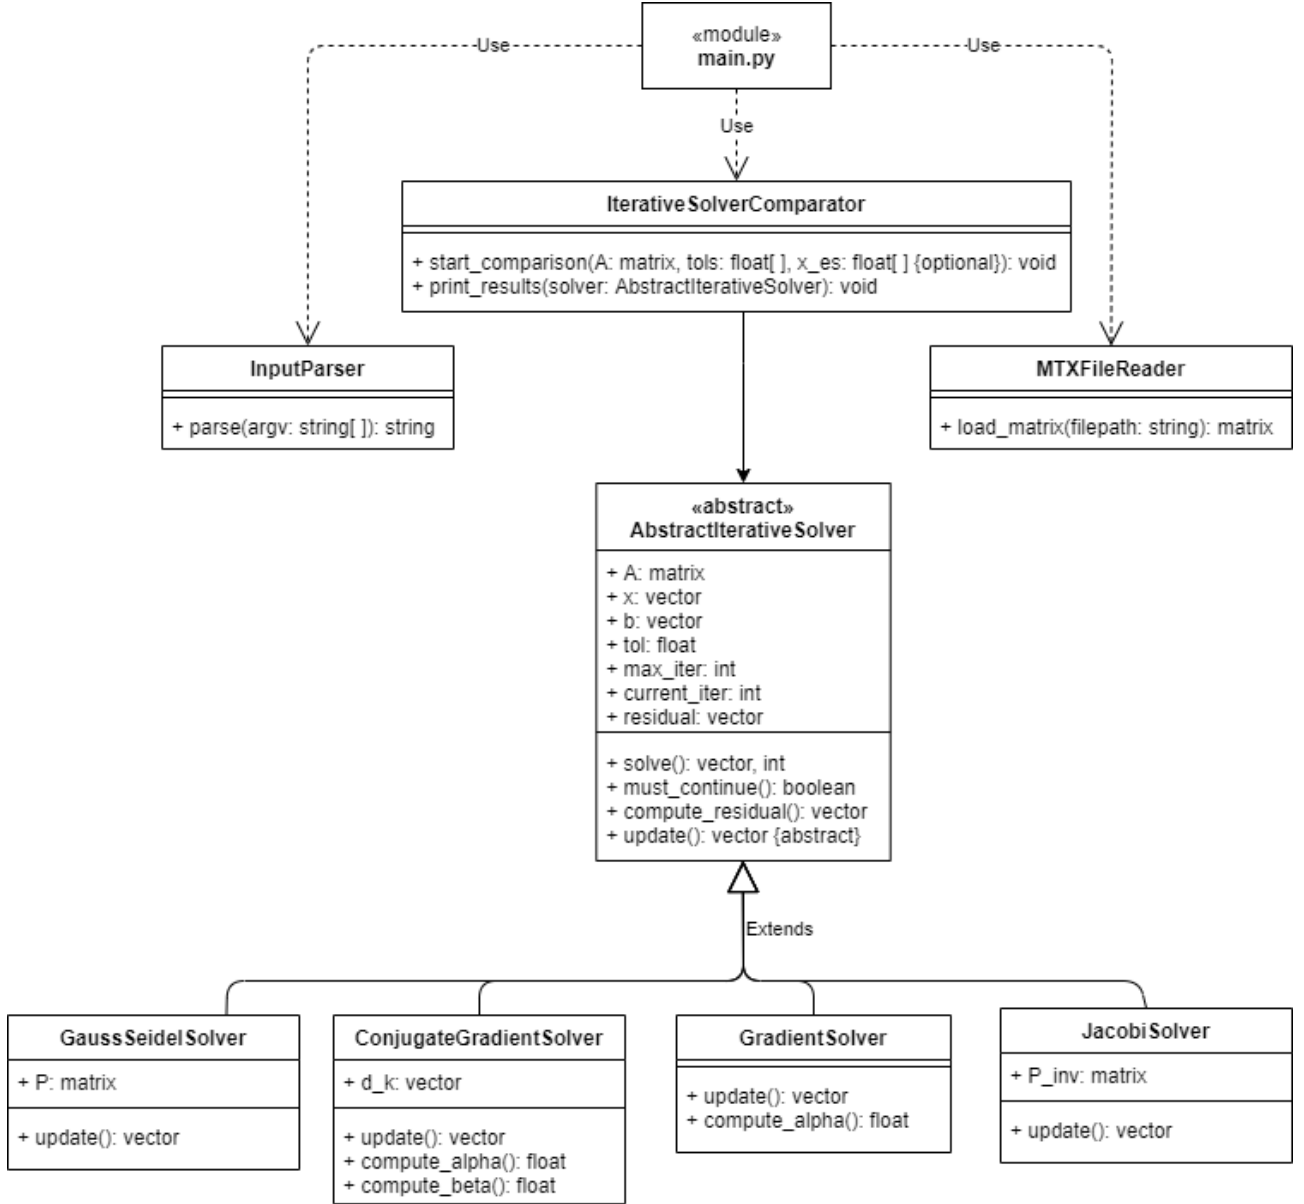 «module»
main.py
Use
Use
Use
IterativeSolverComparator
+ start_comparison(A: matrix, tols: float[ ], x_es: float[ ] {optional}): void
+ print_results(solver: AbstractIterativeSolver): void
InputParser
+ parse(argv: string[ ]): string
MTXFileReader
+ load_matrix(filepath: string): matrix
«abstract»
AbstractIterativeSolver
+ A: matrix
+ x: vector
+ b: vector
+ tol: float
+ max_iter: int
+ current_iter: int
+ residual: vector
+ solve(): vector, int
+ must_continue(): boolean
+ compute_residual(): vector
+ update(): vector {abstract}
Extends
GaussSeidelSolver
+ P: matrix
+ update(): vector
ConjugateGradientSolver
+ d_k: vector
+ update(): vector
+ compute_alpha(): float
+ compute_beta(): float
GradientSolver
+ update(): vector
+ compute_alpha(): float
JacobiSolver
+ P_inv: matrix
+ update(): vector